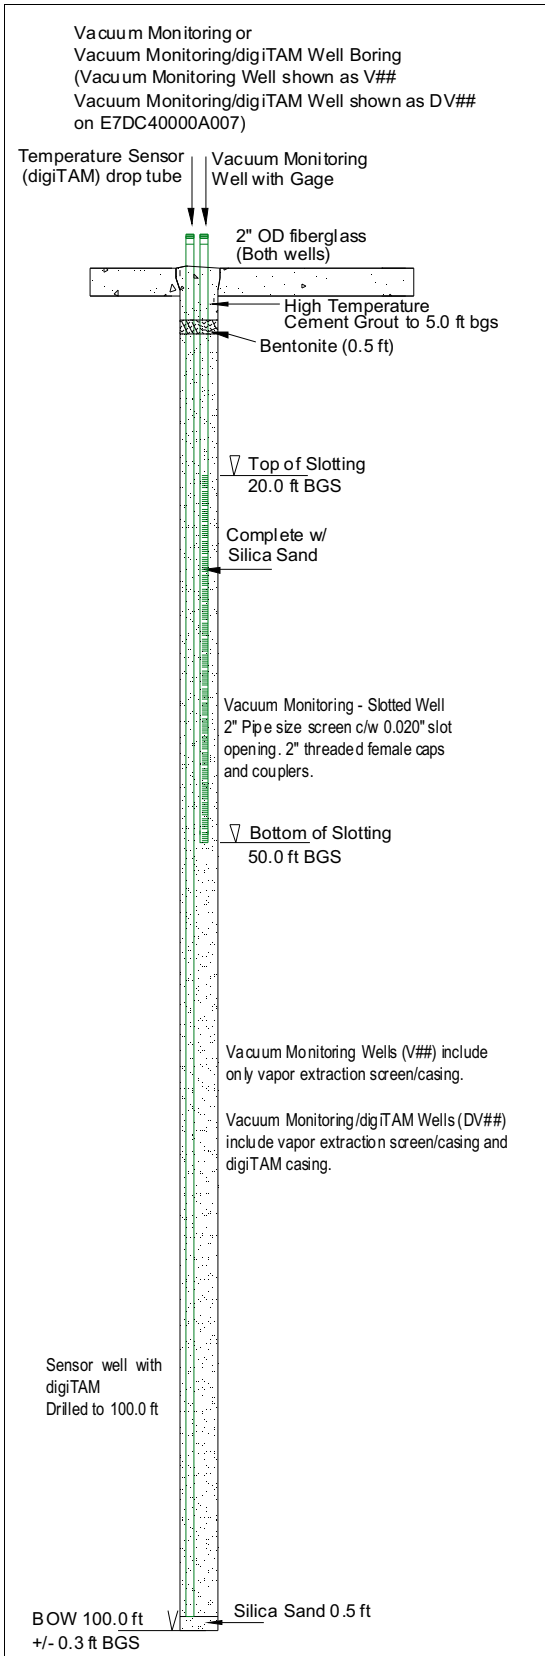 Vacuum Monitoring or
Vacuum Monitoring/digiTAM Well Boring
(Vacuum Monitoring Well shown as V##
Vacuum Monitoring/digiTAM Well shown as DV##
on E7DC40000A007)
Temperature Sensor
(digiTAM) drop tube
Vacuum Monitoring
Well with Gage
2" OD fiberglass
(Both wells)
High Temperature
Cement Grout to 5.0 ft bgs
Bentonite (0.5 ft)
Top of Slotting
20.0 ft BGS
Complete w/
Silica Sand
Vacuum Monitoring - Slotted Well
2" Pipe size screen c/w 0.020" slot
opening. 2" threaded female caps
and couplers.
Bottom of Slotting
50.0 ft BGS
Vacuum Monitoring Wells (V##) include
only vapor extraction screen/casing.
Vacuum Monitoring/digiTAM Wells (DV##)
include vapor extraction screen/casing and
digiTAM casing.
Sensor well with
digiTAM
Drilled to 100.0 ft
BOW 100.0 ft
+/- 0.3 ft BGS
Silica Sand 0.5 ft